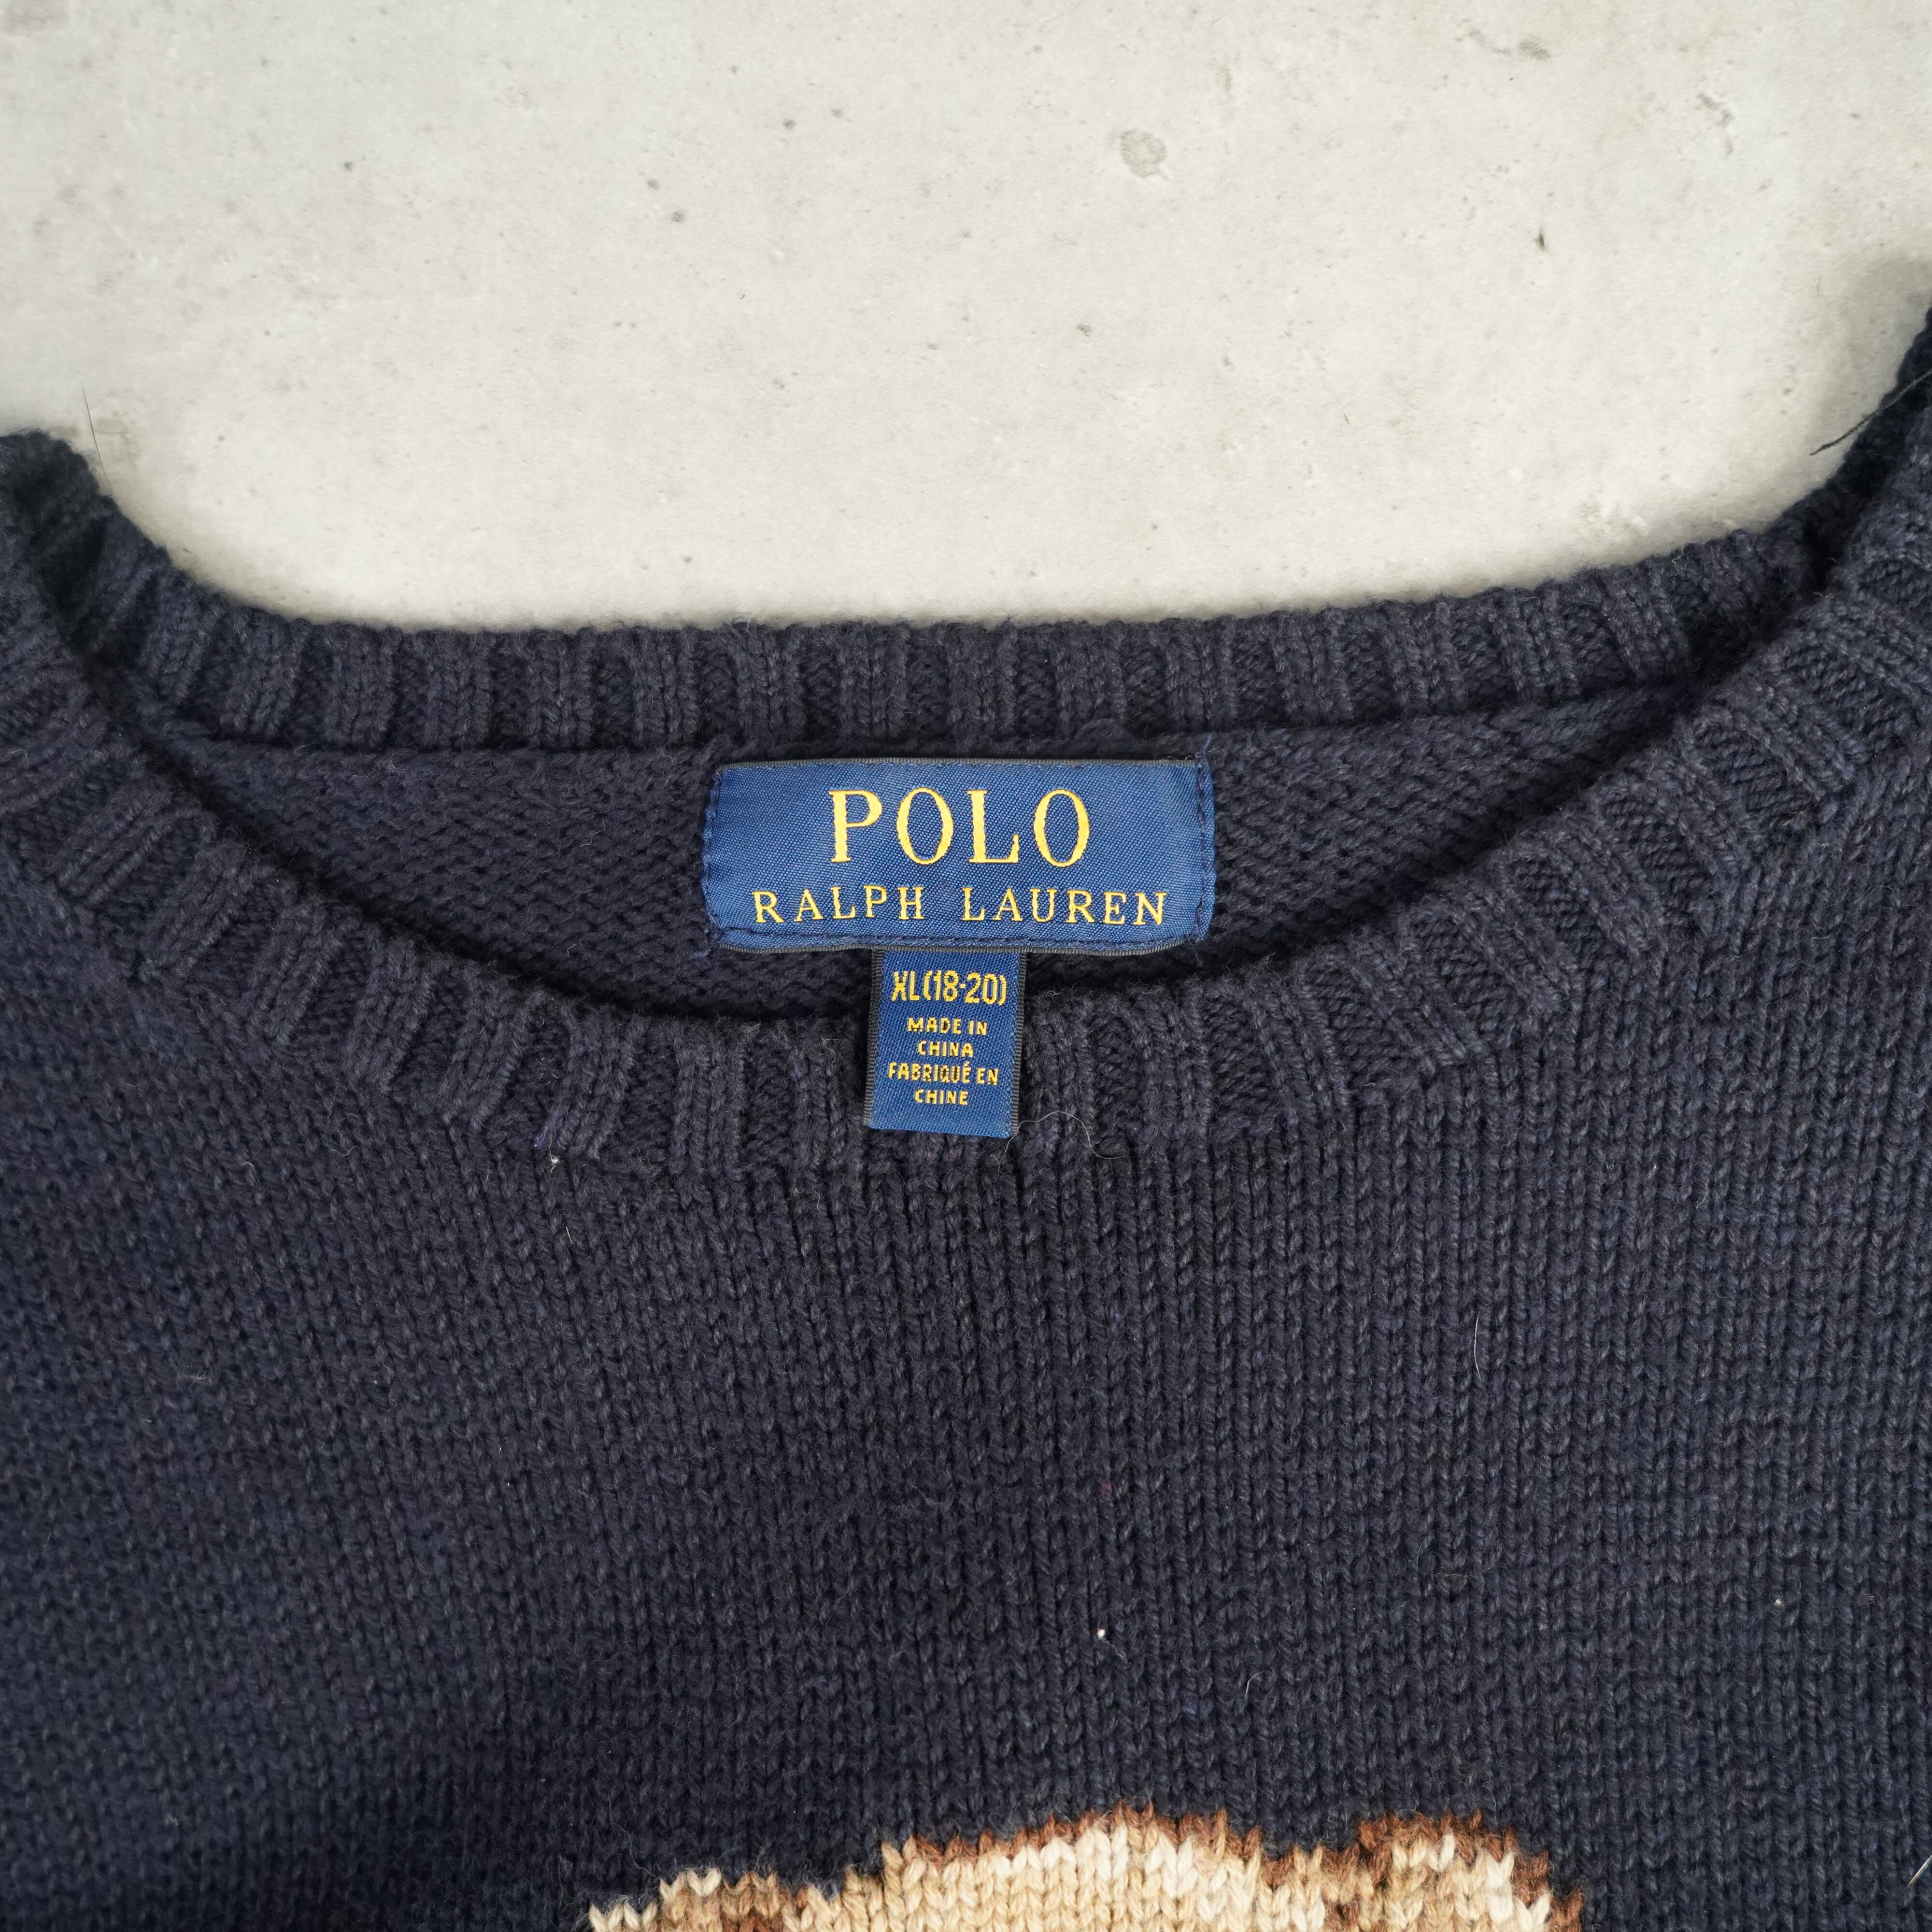 POLO
RALPH LAUREN
XL(18-20)
MADE IN
CHINA
FABRIQUÉ EN
CHINE